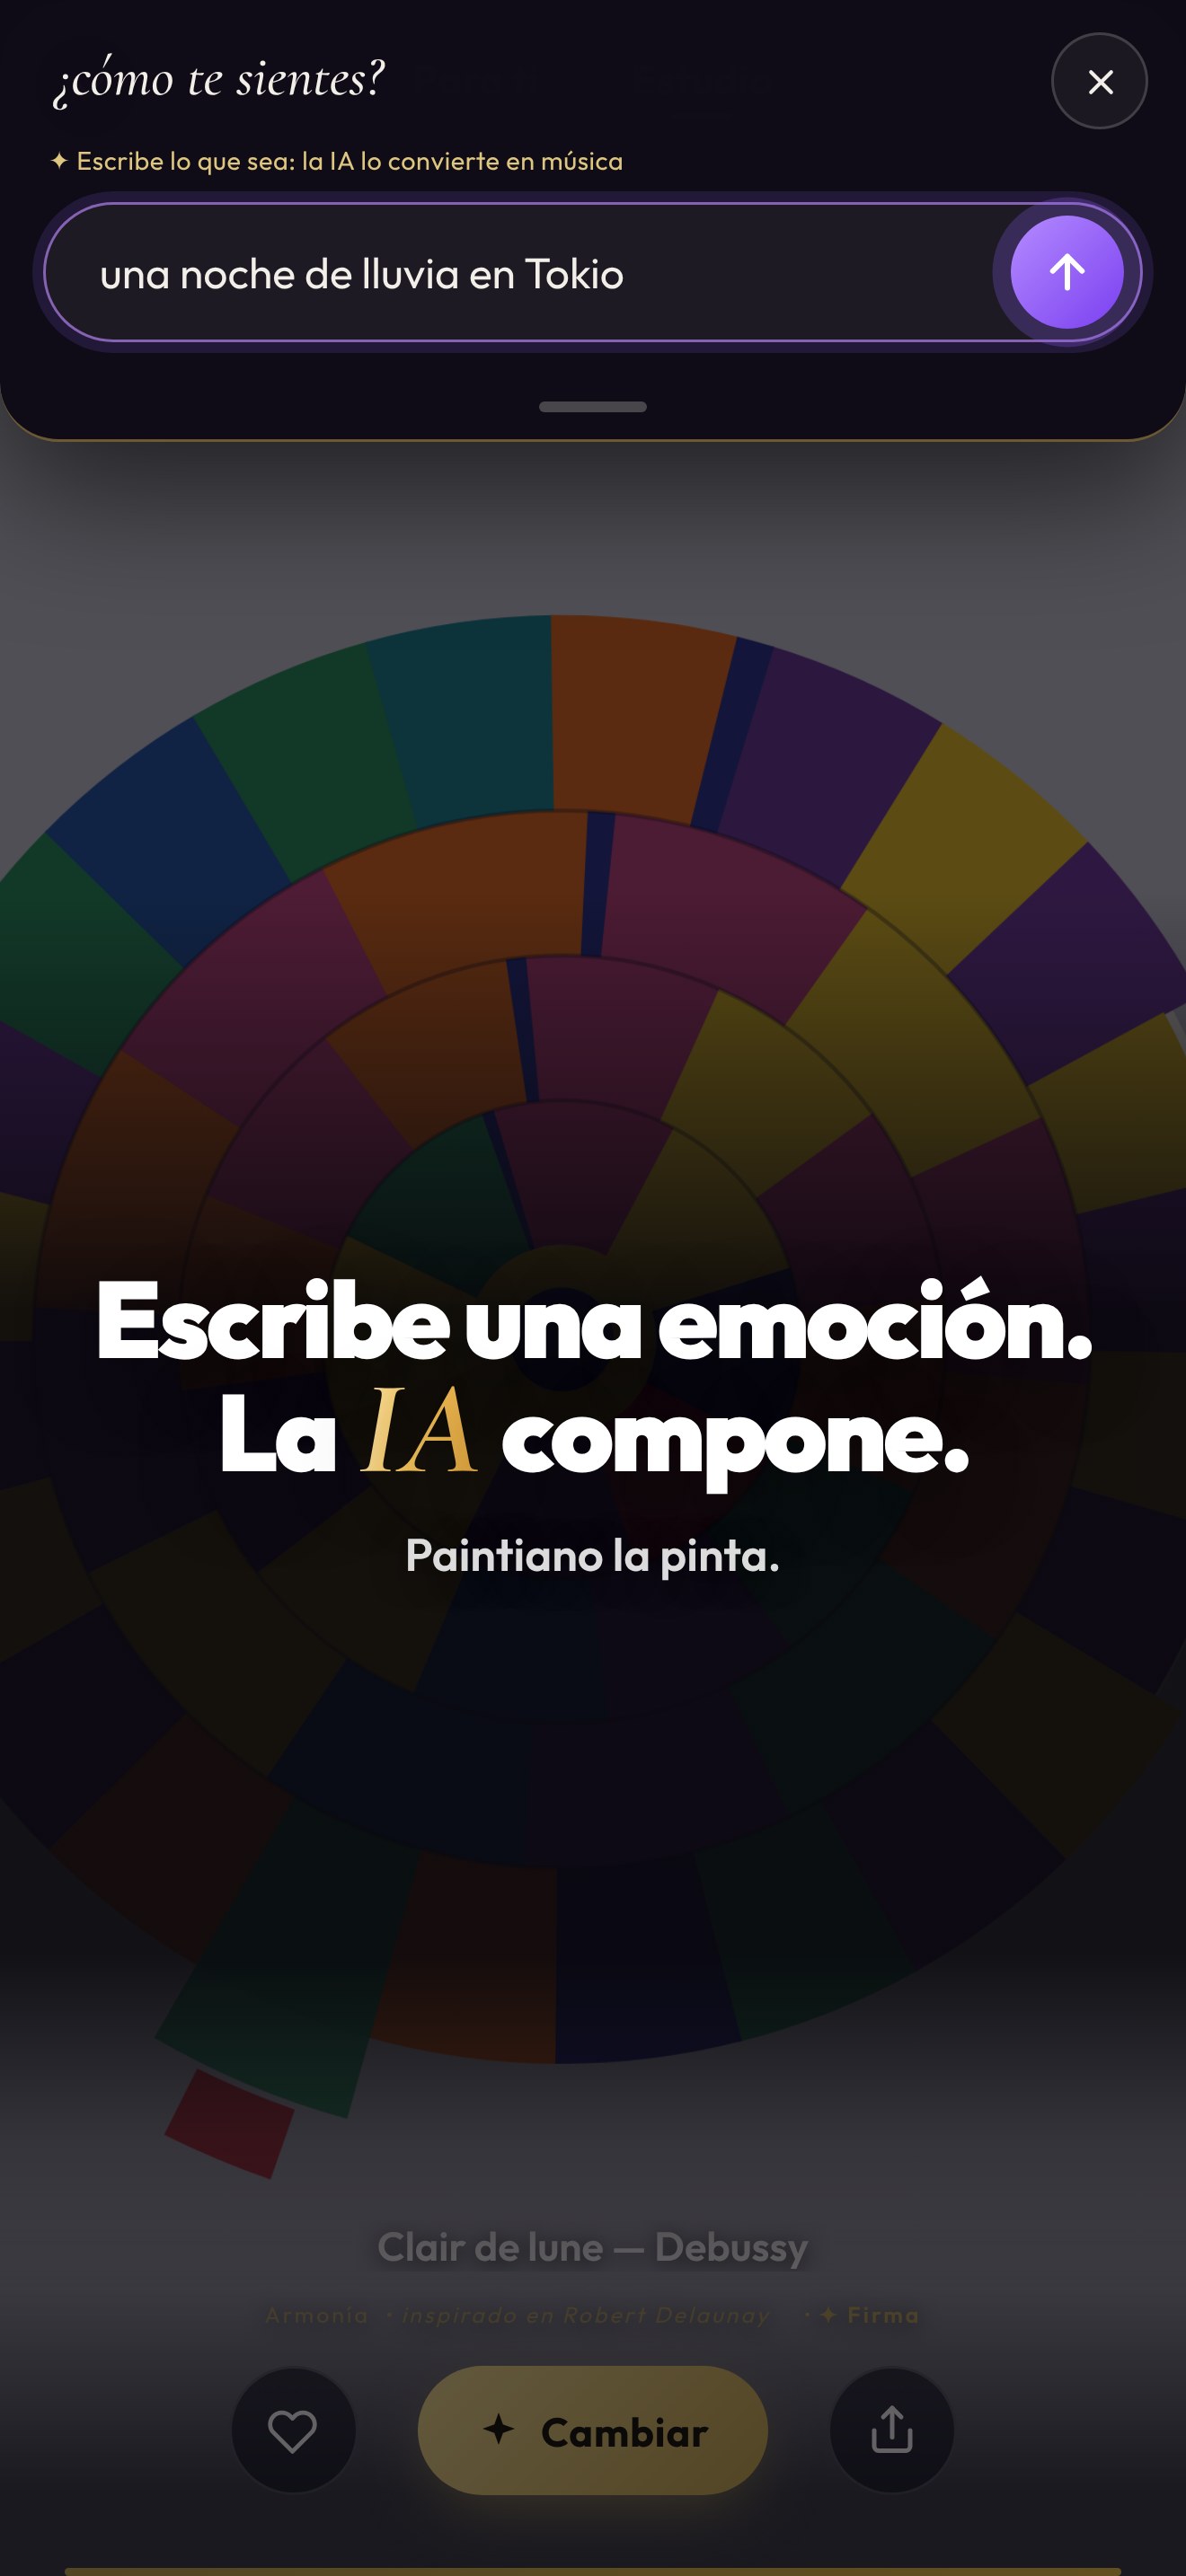 ¿cómo te sientes?
✦ Escribe lo que sea: la IA lo convierte en música
una noche de lluvia en Tokio
Escribe una emoción.
La IA compone.
Paintiano la pinta.
Clair de lune — Debussy
Armonía · inspirado en Robert Delaunay · ✦ Firma
Cambiar